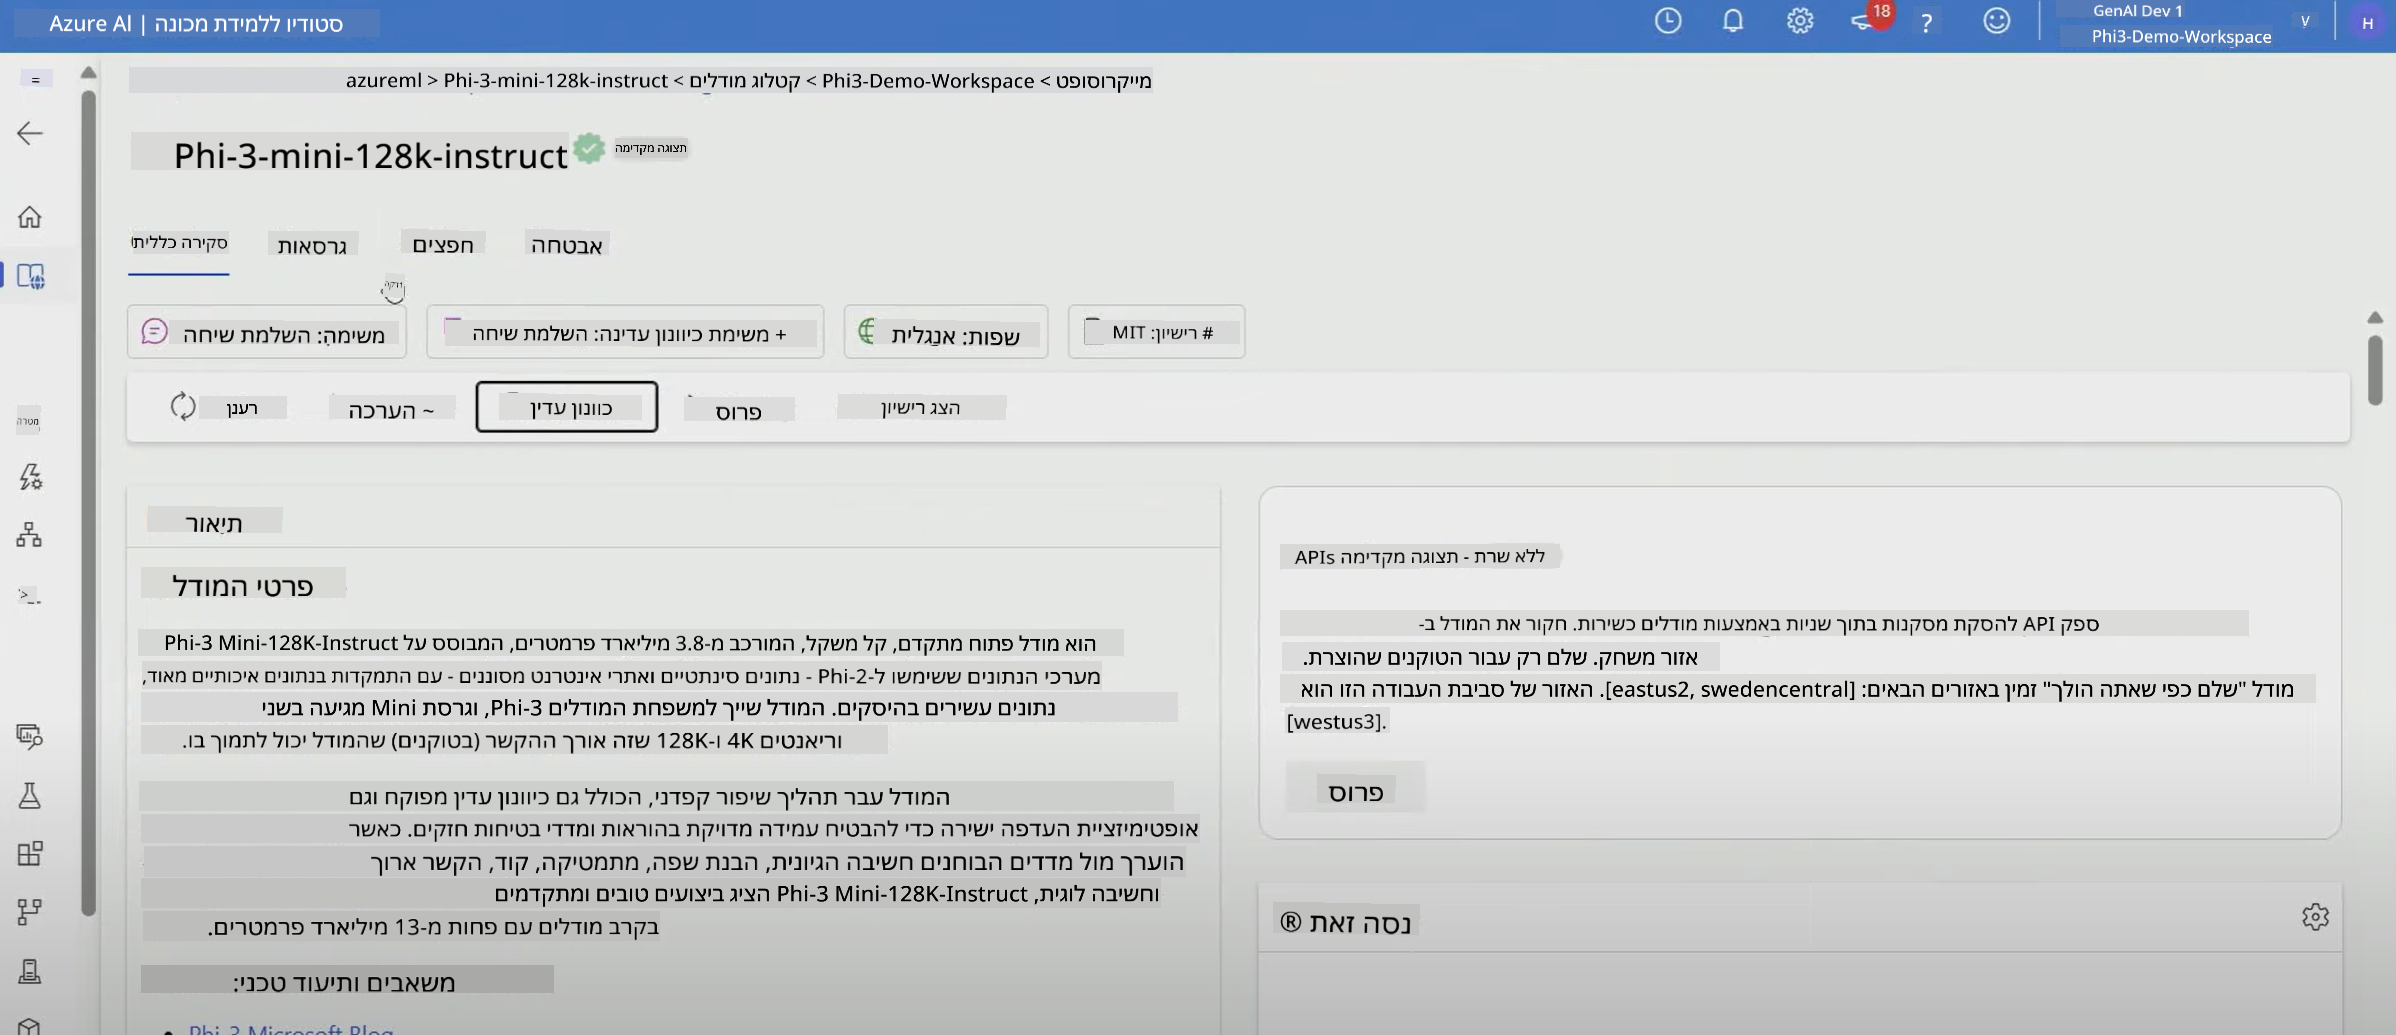 Azure AI | סטודיו ללמידת מכונה
18
?
GenAI Dev 1
Phi3-Demo-Workspace
H
azureml > Phi-3-mini-128k-instruct < קטלוג מודלים < Phi3-Demo-Workspace < מייקרוסופט
Phi-3-mini-128k-instruct
תצוגה מקדימה
סקירה כללית
גרסאות
חפצים
אבטחה
משימה: השלמת שיחה
+ משימת כיוונון עדינה: השלמת שיחה
שפות: אנגלית
# רישיון: MIT
רענן
~ הערכה
כוונון עדין
פרוס
הצג רישיון
מטרה
תיאור
פרטי המודל
הוא מודל פתוח מתקדם, קל משקל, המורכב מ-3.8 מיליארד פרמטרים, המבוסס על Phi-3 Mini-128K-Instruct
מערכי הנתונים ששימשו ל-Phi-2 - נתונים סינתטיים ואתרי אינטרנט מסוננים - עם התמקדות בנתונים איכותיים מאוד,
נתונים עשירים בהיסקים. המודל שייך למשפחת המודלים Phi-3, וגרסת Mini מגיעה בשני
וריאנטים 4K ו-128K שזה אורך ההקשר (בטוקנים) שהמודל יכול לתמוך בו.
המודל עבר תהליך שיפור קפדני, הכולל גם כיוונון עדין מפוקח וגם
אופטימיזציית העדפה ישירה כדי להבטיח עמידה מדויקת בהוראות ומדדי בטיחות חזקים. כאשר
הוערך מול מדדים הבוחנים חשיבה הגיונית, הבנת שפה, מתמטיקה, קוד, הקשר ארוך
וחשיבה לוגית, Phi-3 Mini-128K-Instruct הציג ביצועים טובים ומתקדמים
בקרב מודלים עם פחות מ-13 מיליארד פרמטרים.
משאבים ותיעוד טכני:
Phi-3 Microsoft Blog
ללא שרת - תצוגה מקדימה APIs
ספק API להסקת מסקנות בתוך שניות באמצעות מודלים כשירות. חקור את המודל ב-
אזור משחק. שלם רק עבור הטוקנים שהוצרת.
מודל "שלם כפי שאתה הולך" זמין באזורים הבאים: [eastus2, swedencentral]. האזור של סביבת העבודה הזו הוא
[westus3].
פרוס
נסה זאת ®